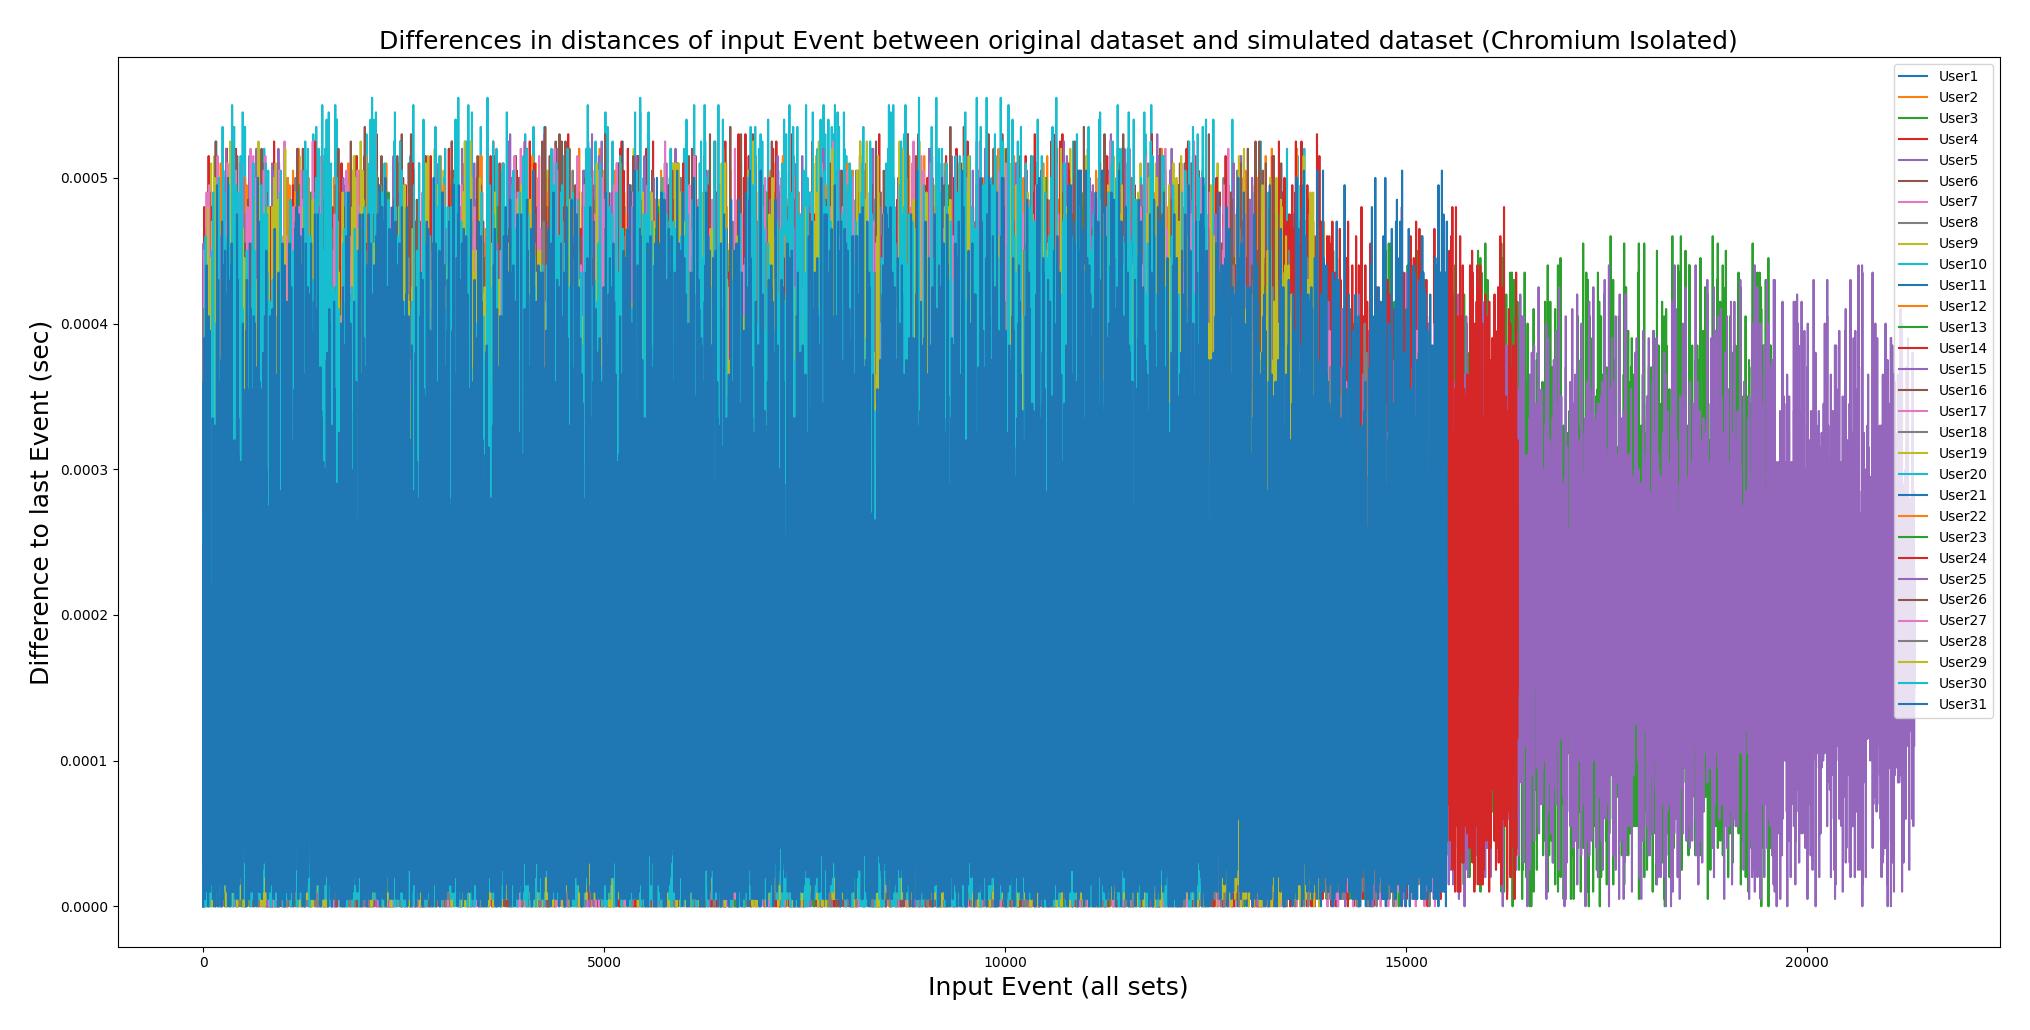 Differences in distances of input Event between original dataset and simulated dataset (Chromium Isolated)
Difference to last Event (sec)
0.0005
0.0004
0.0003
0.0002
0.0001
0.0000
0
5000
10000
15000
20000
Input Event (all sets)
User1
User2
User3
User4
User5
User6
User7
User8
User9
User10
User11
User12
User13
User14
User15
User16
User17
User18
User19
User20
User21
User22
User23
User24
User25
User26
User27
User28
User29
User30
User31